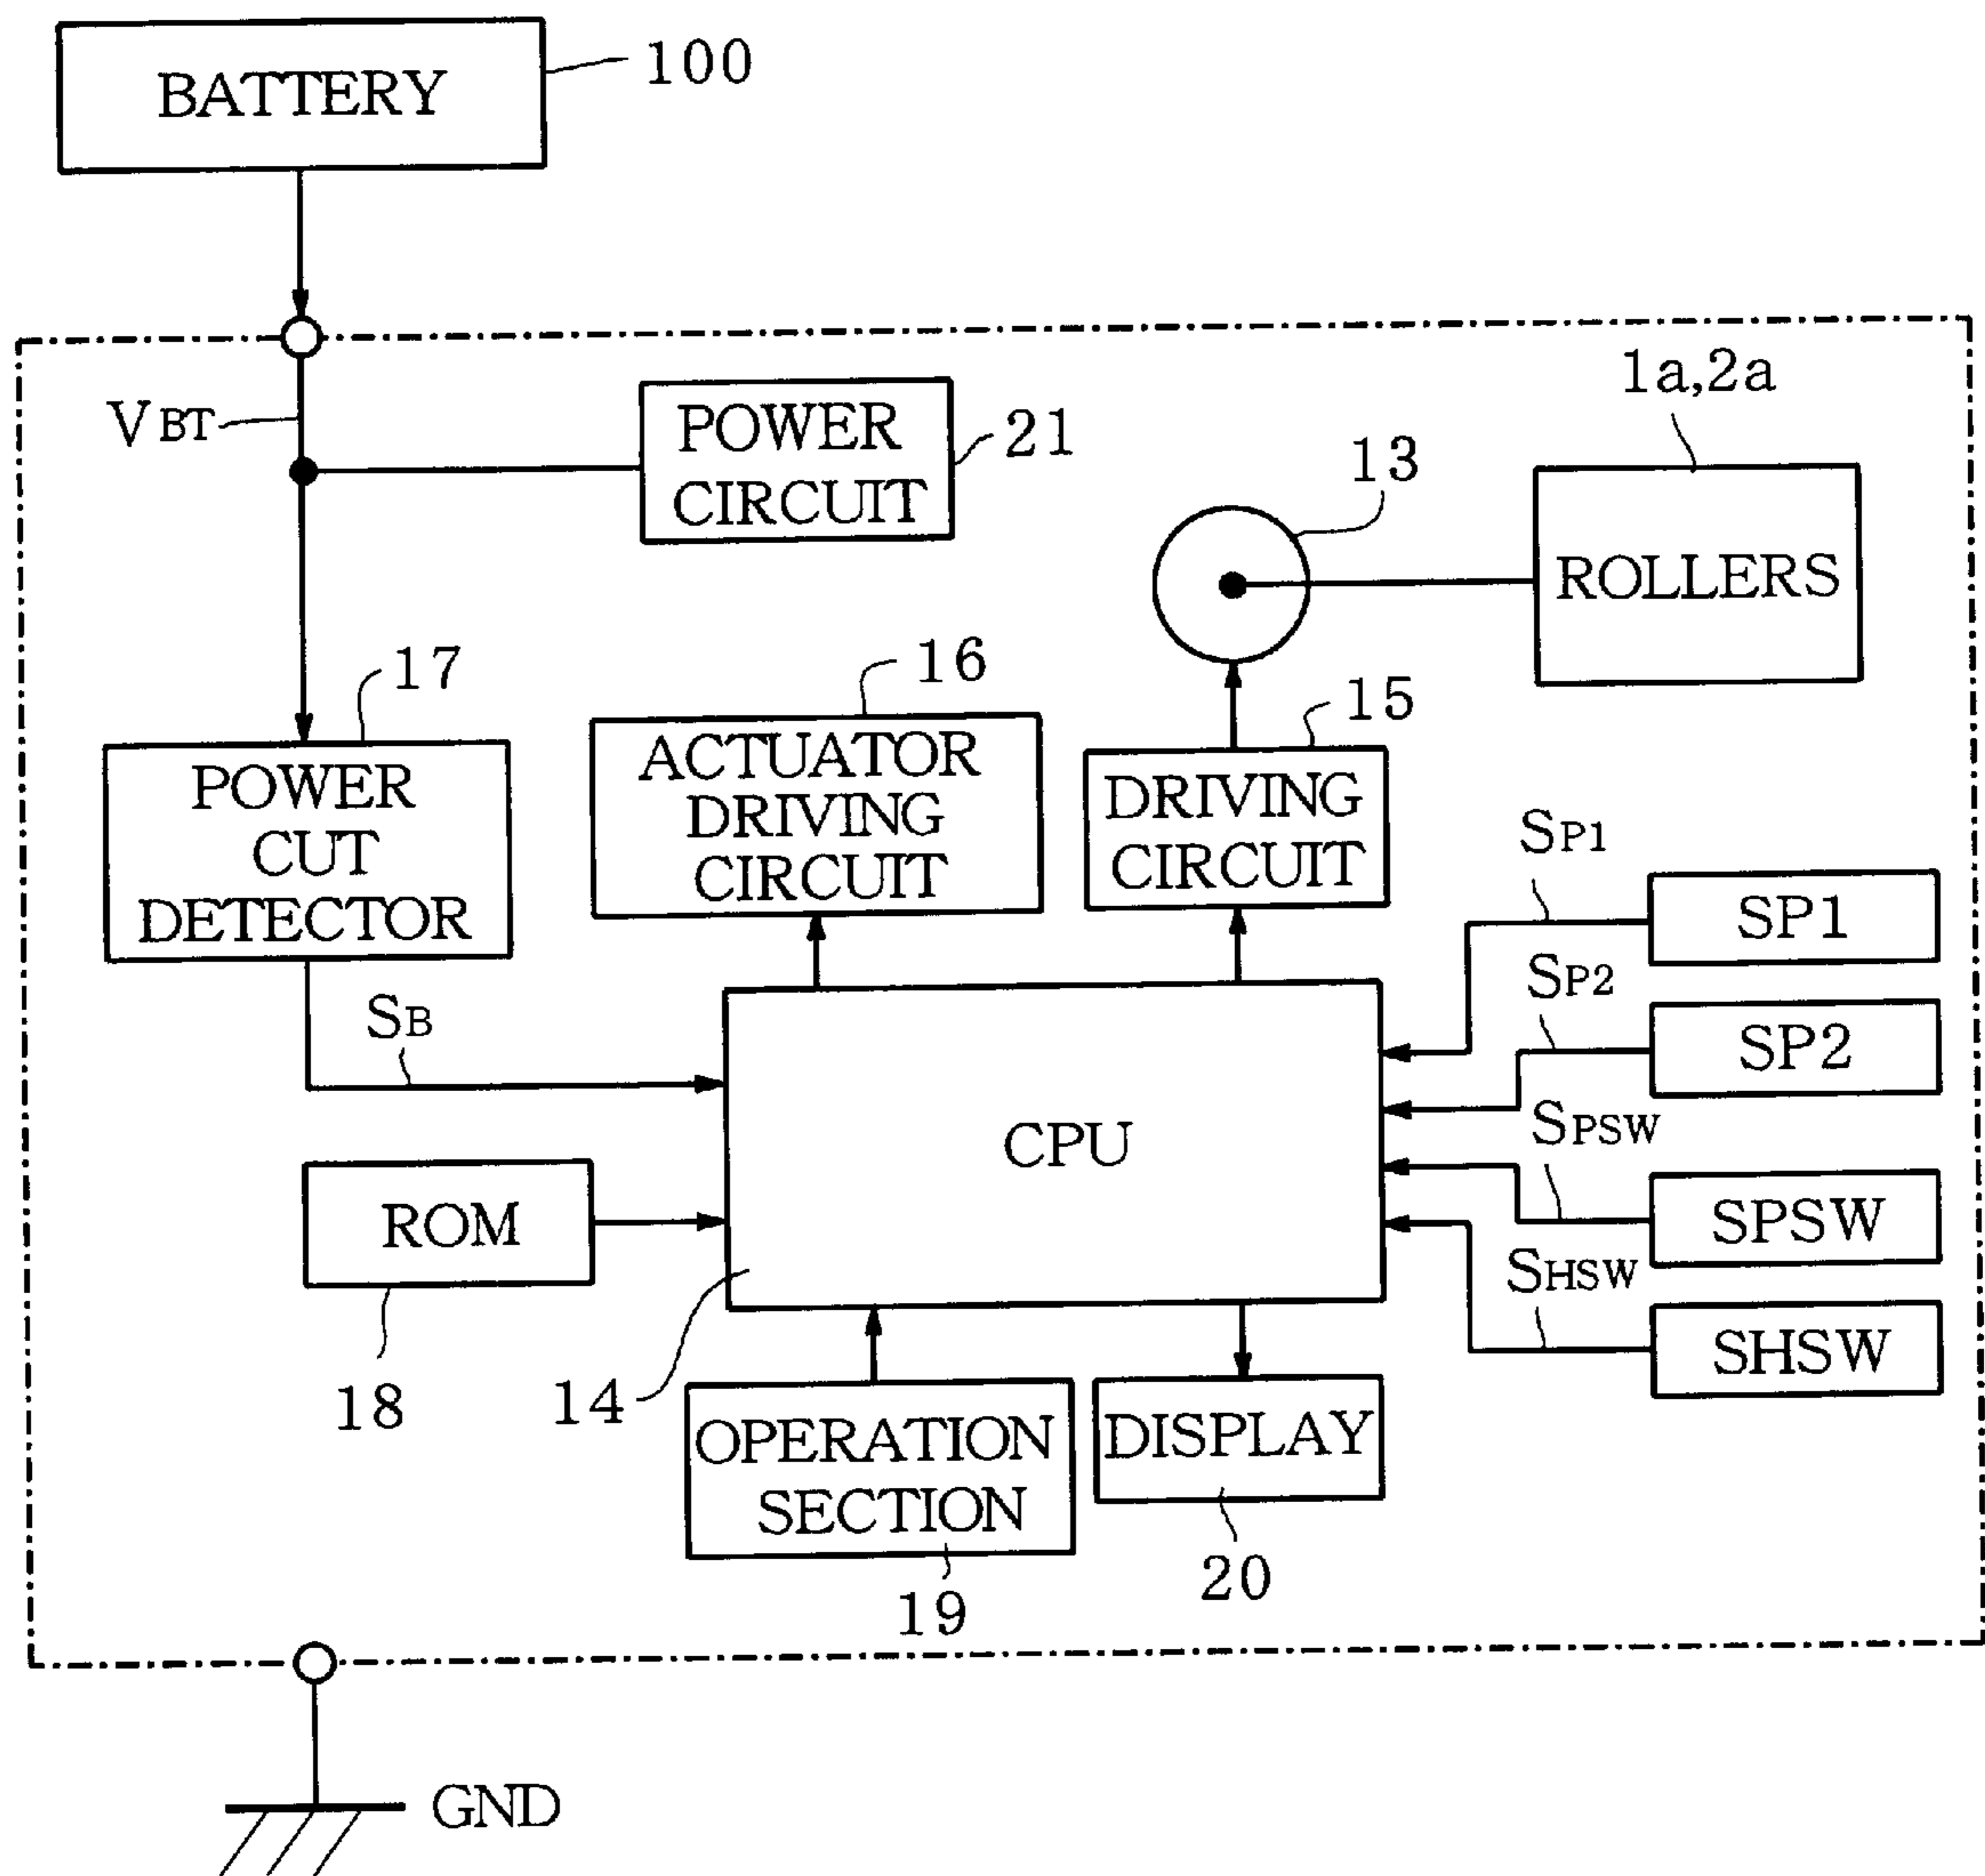 BATTERY
100
VBT
POWER
CIRCUIT
21
1a,2a
13
ROLLERS
17
16
15
POWER
CUT
DETECTOR
ACTUATOR
DRIVING
CIRCUIT
DRIVING
CIRCUIT
SP1
SP1
SP2
SP2
SB
CPU
SPSW
SPSW
ROM
SHSW
SHSW
18
14
OPERATION
SECTION
DISPLAY
19
20
GND